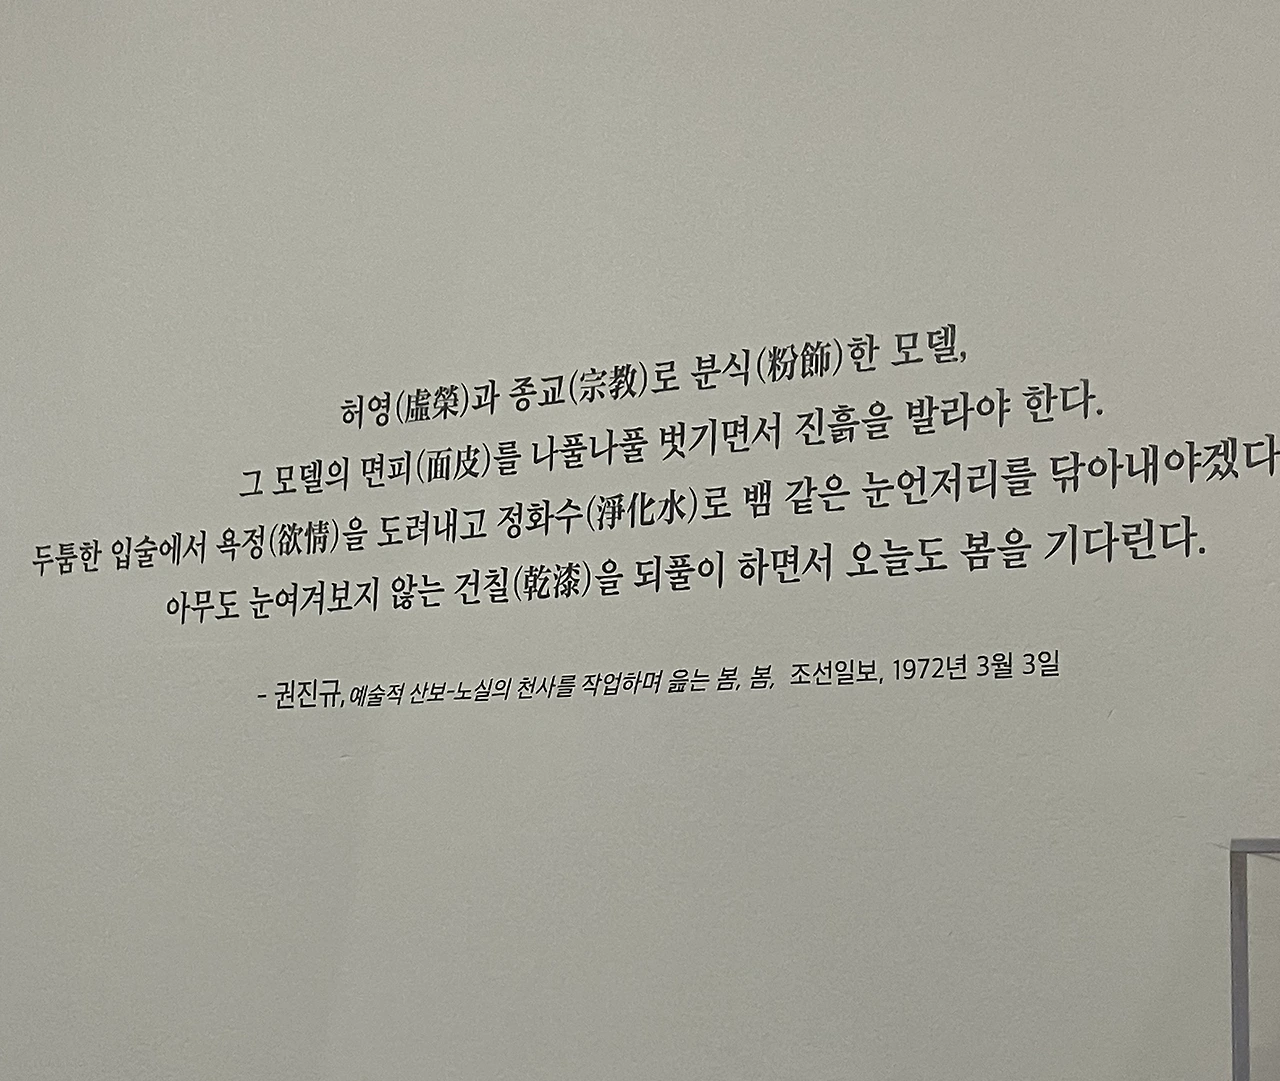 허영(虛榮)과 종교(宗教)로 분식(粉飾)한 모델,
그 모델의 면피(面皮)를 나풀나풀 벗기면서 진흙을 발라야 한다.
두툼한 입술에서 욕정(欲情)을 도려내고 정화수(淨化水)로 뱀 같은 눈언저리를 닦아내야겠다
아무도 눈여겨보지 않는 건칠(乾漆)을 되풀이 하면서 오늘도 봄을 기다린다.
- 권진규, 예술적 산보-노실의 천사를 작업하며 읊는 봄, 봄, 조선일보, 1972년 3월 3일